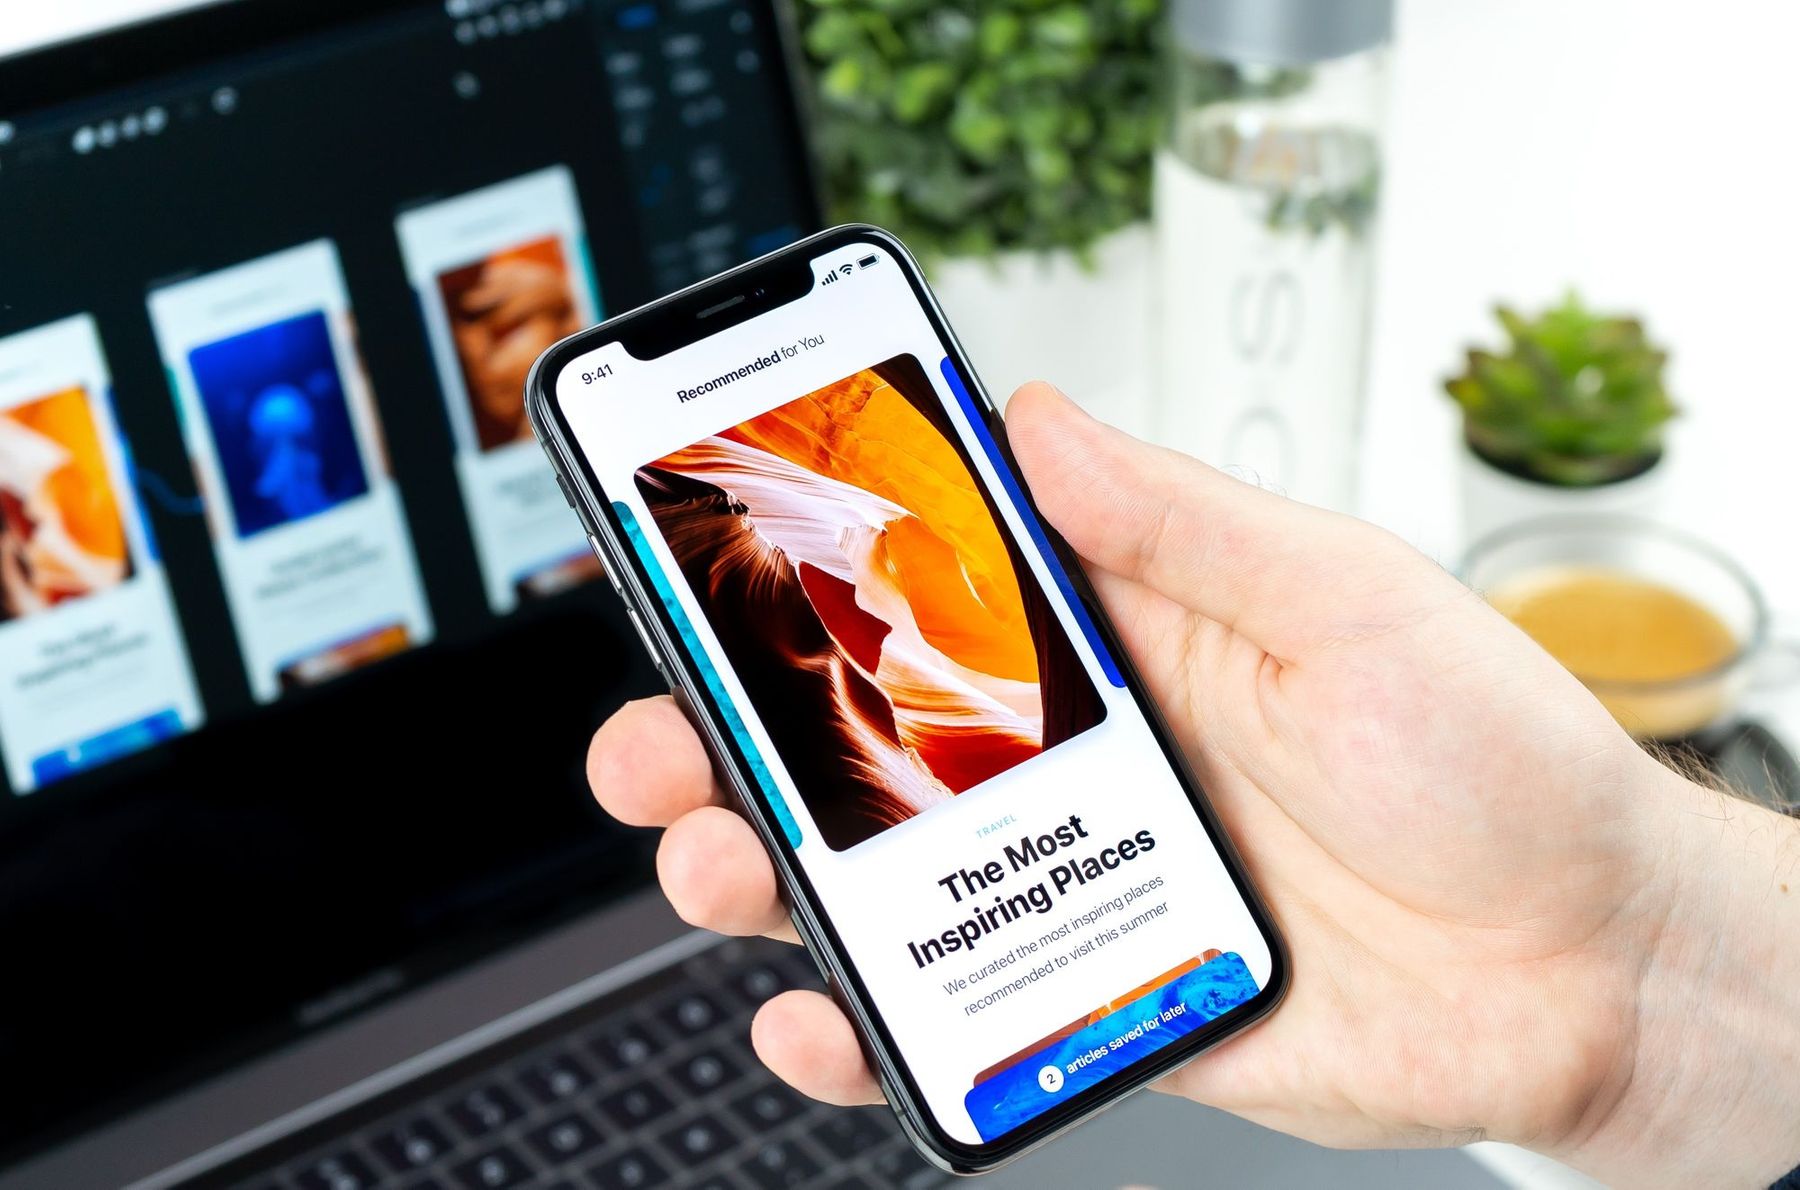 9:41
Recommended for You
TRAVEL
The Most
Inspiring Places
We curated the most inspiring places
recommended to visit this summer
2 articles saved for later